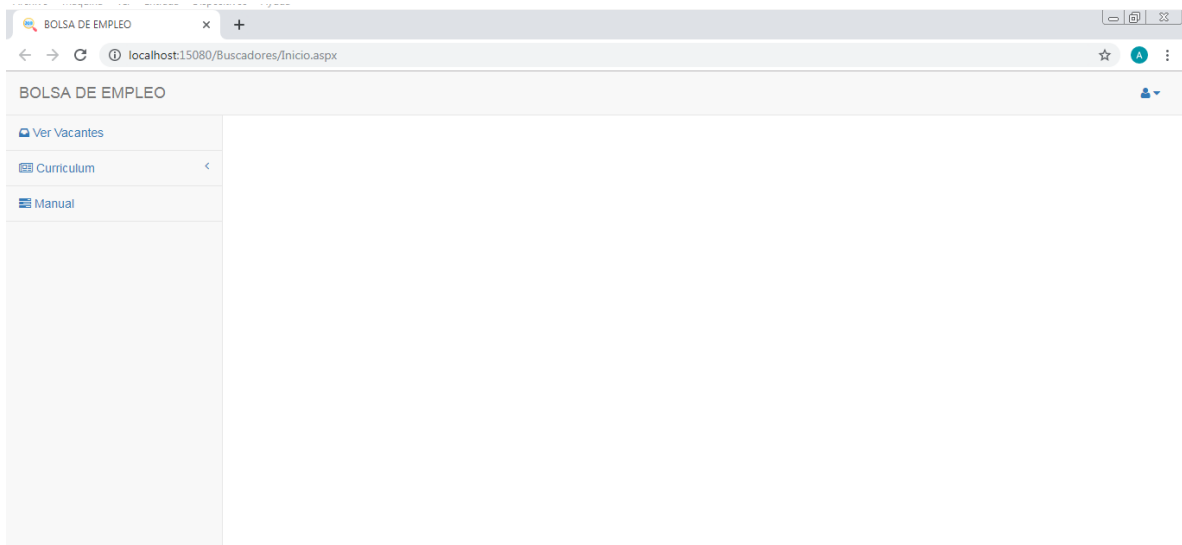 BOLSA DE EMPLEO
localhost:15080/Buscadores/Inicio.aspx
A
BOLSA DE EMPLEO
Ver Vacantes
Curriculum
Manual